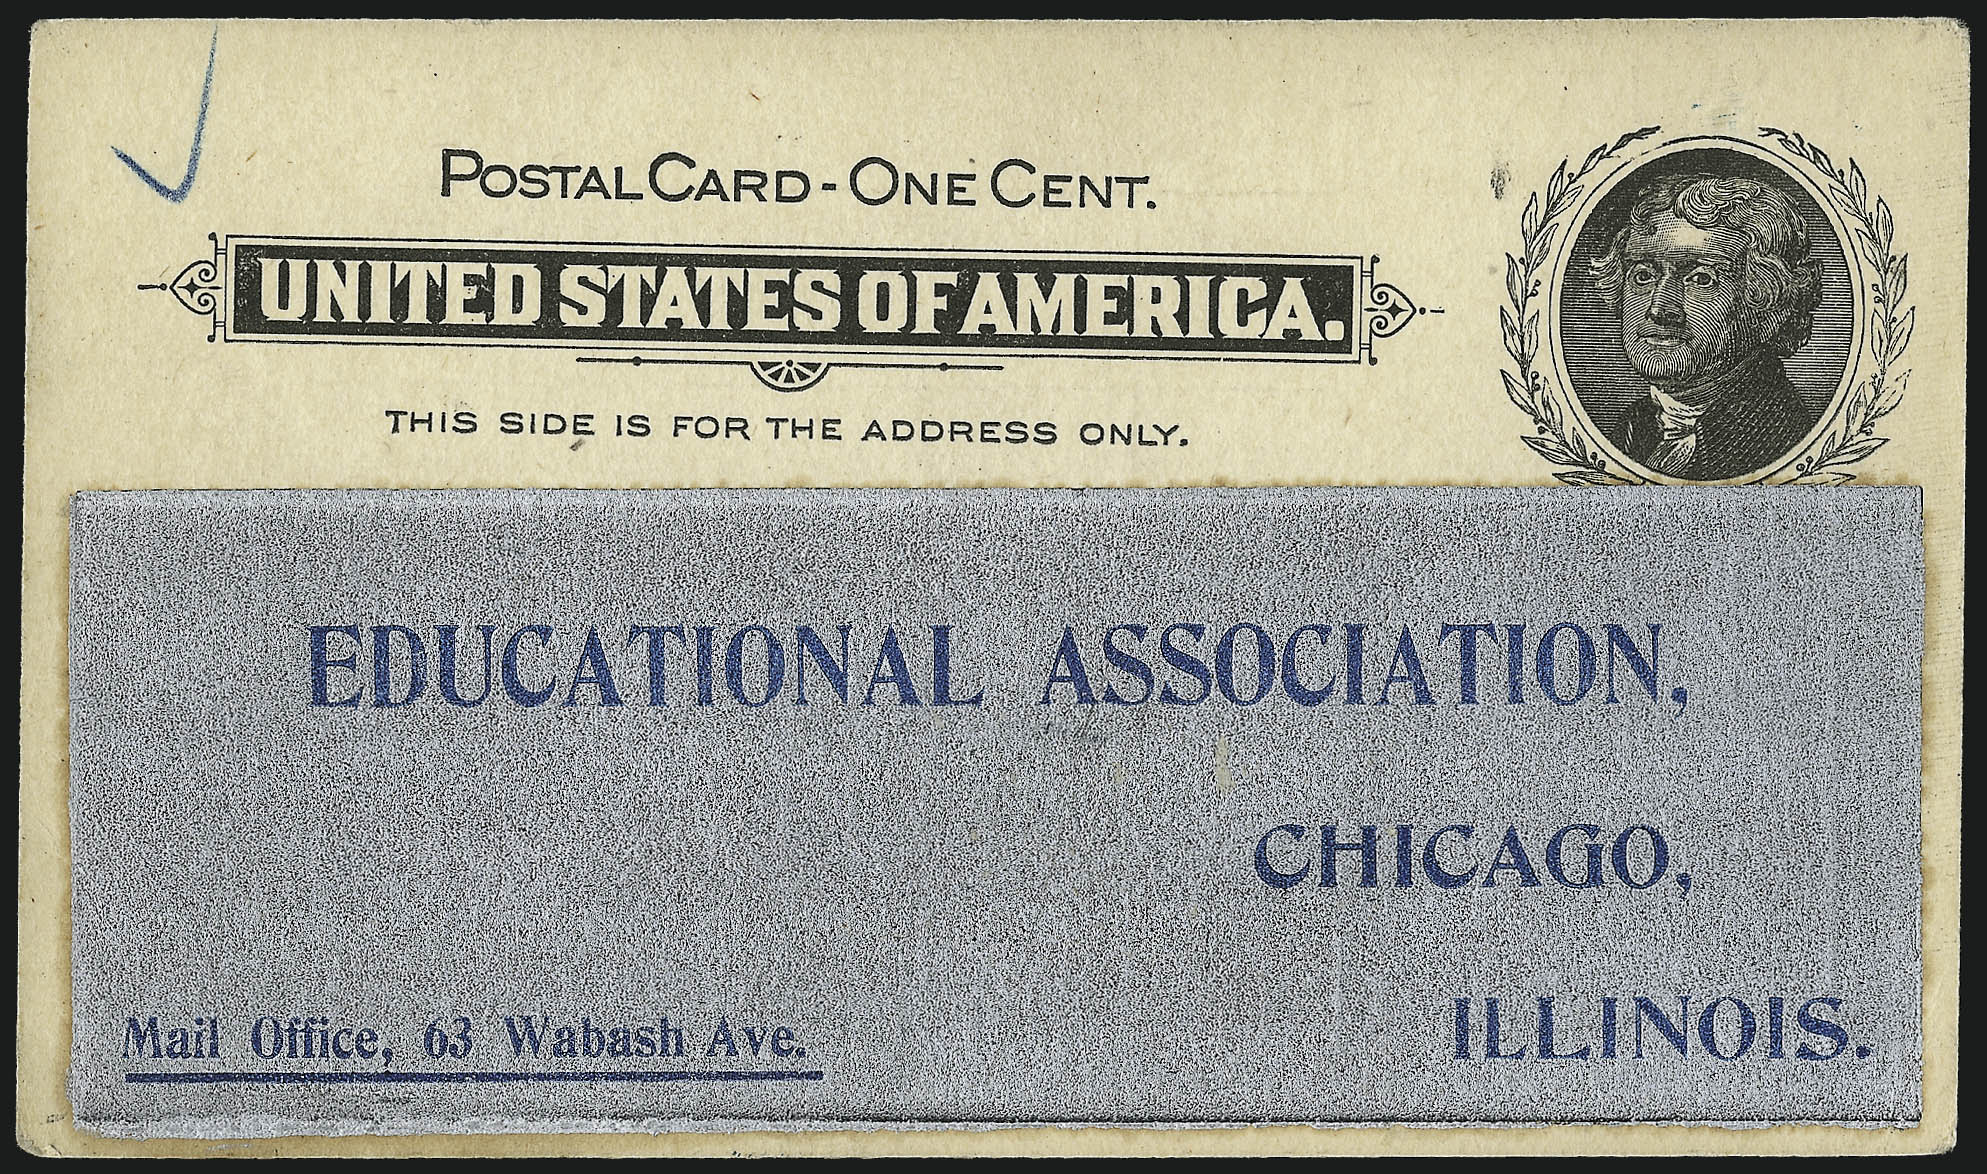 POSTAL CARD - ONE CENT.
UNITED STATES OF AMERICA.
THIS SIDE IS FOR THE ADDRESS ONLY.
EDUCATIONAL ASSOCIATION,
CHICAGO,
ILLINOIS.
Mail Office, 63 Wabash Ave.